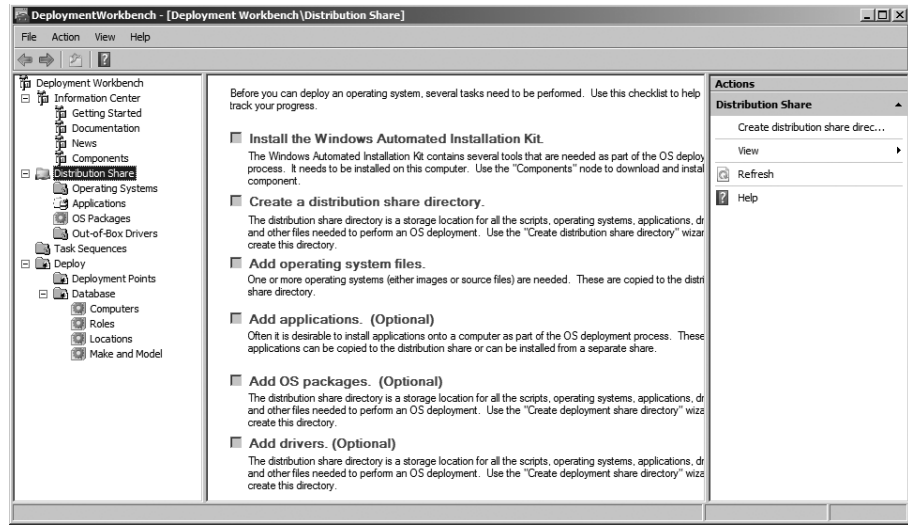 DeploymentWorkbench - [Deployment Workbench\Distribution Share]
File Action View Help
Deployment Workbench
Information Center
Getting Started
Documentation
News
Components
Distribution Share
Operating Systems
Applications
OS Packages
Out-of-Box Drivers
Task Sequences
Deploy
Deployment Points
Database
Computers
Roles
Locations
Make and Model
Before you can deploy an operating system, several tasks need to be performed. Use this checklist to help
track your progress.
Install the Windows Automated Installation Kit.
The Windows Automated Installation Kit contains several tools that are needed as part of the OS deploy
process. It needs to be installed on this computer. Use the "Components" node to download and instal
component.
Create a distribution share directory.
The distribution share directory is a storage location for all the scripts, operating systems, applications, dr
and other files needed to perform an OS deployment. Use the "Create distribution share directory" wizar
create this directory.
Add operating system files.
One or more operating systems (either images or source files) are needed. These are copied to the distri
share directory.
Add applications. (Optional)
Often it is desirable to install applications onto a computer as part of the OS deployment process. These
applications can be copied to the distribution share or can be installed from a separate share.
Add OS packages. (Optional)
The distribution share directory is a storage location for all the scripts, operating systems, applications, dr
and other files needed to perform an OS deployment. Use the "Create deployment share directory" wiza
create this directory.
Add drivers. (Optional)
The distribution share directory is a storage location for all the scripts, operating systems, applications, dr
and other files needed to perform an OS deployment. Use the "Create deployment share directory" wiza
create this directory.
Actions
Distribution Share
Create distribution share direc...
View
Refresh
Help